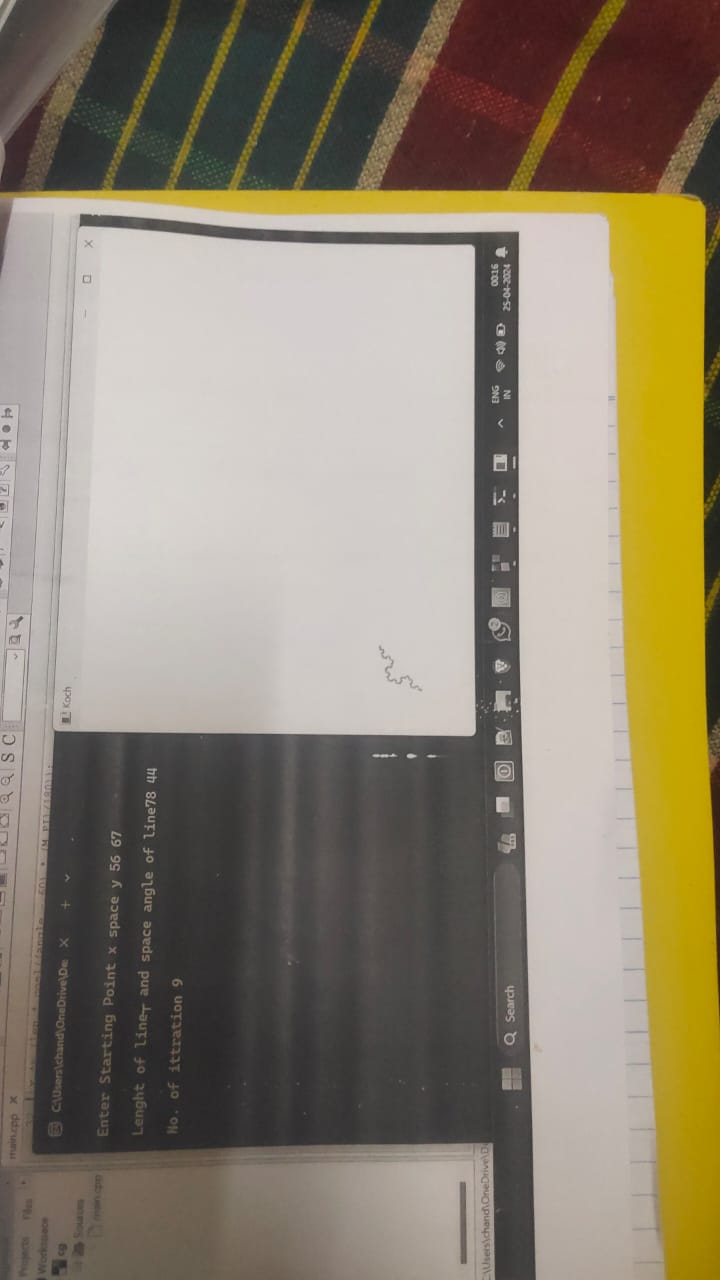 S C
main.cpp ×
Projects Files
Workspace
cg
Sources
main.cpp
C:\Users\chand\OneDrive\De × + ⌄
Enter Starting Point x space y 56 67
Lenght of line┬ and space angle of line78 44
No. of ittration 9
Koch
C:\Users\chand\OneDrive\D
Search
ENG
IN
00:16
25-04-2024